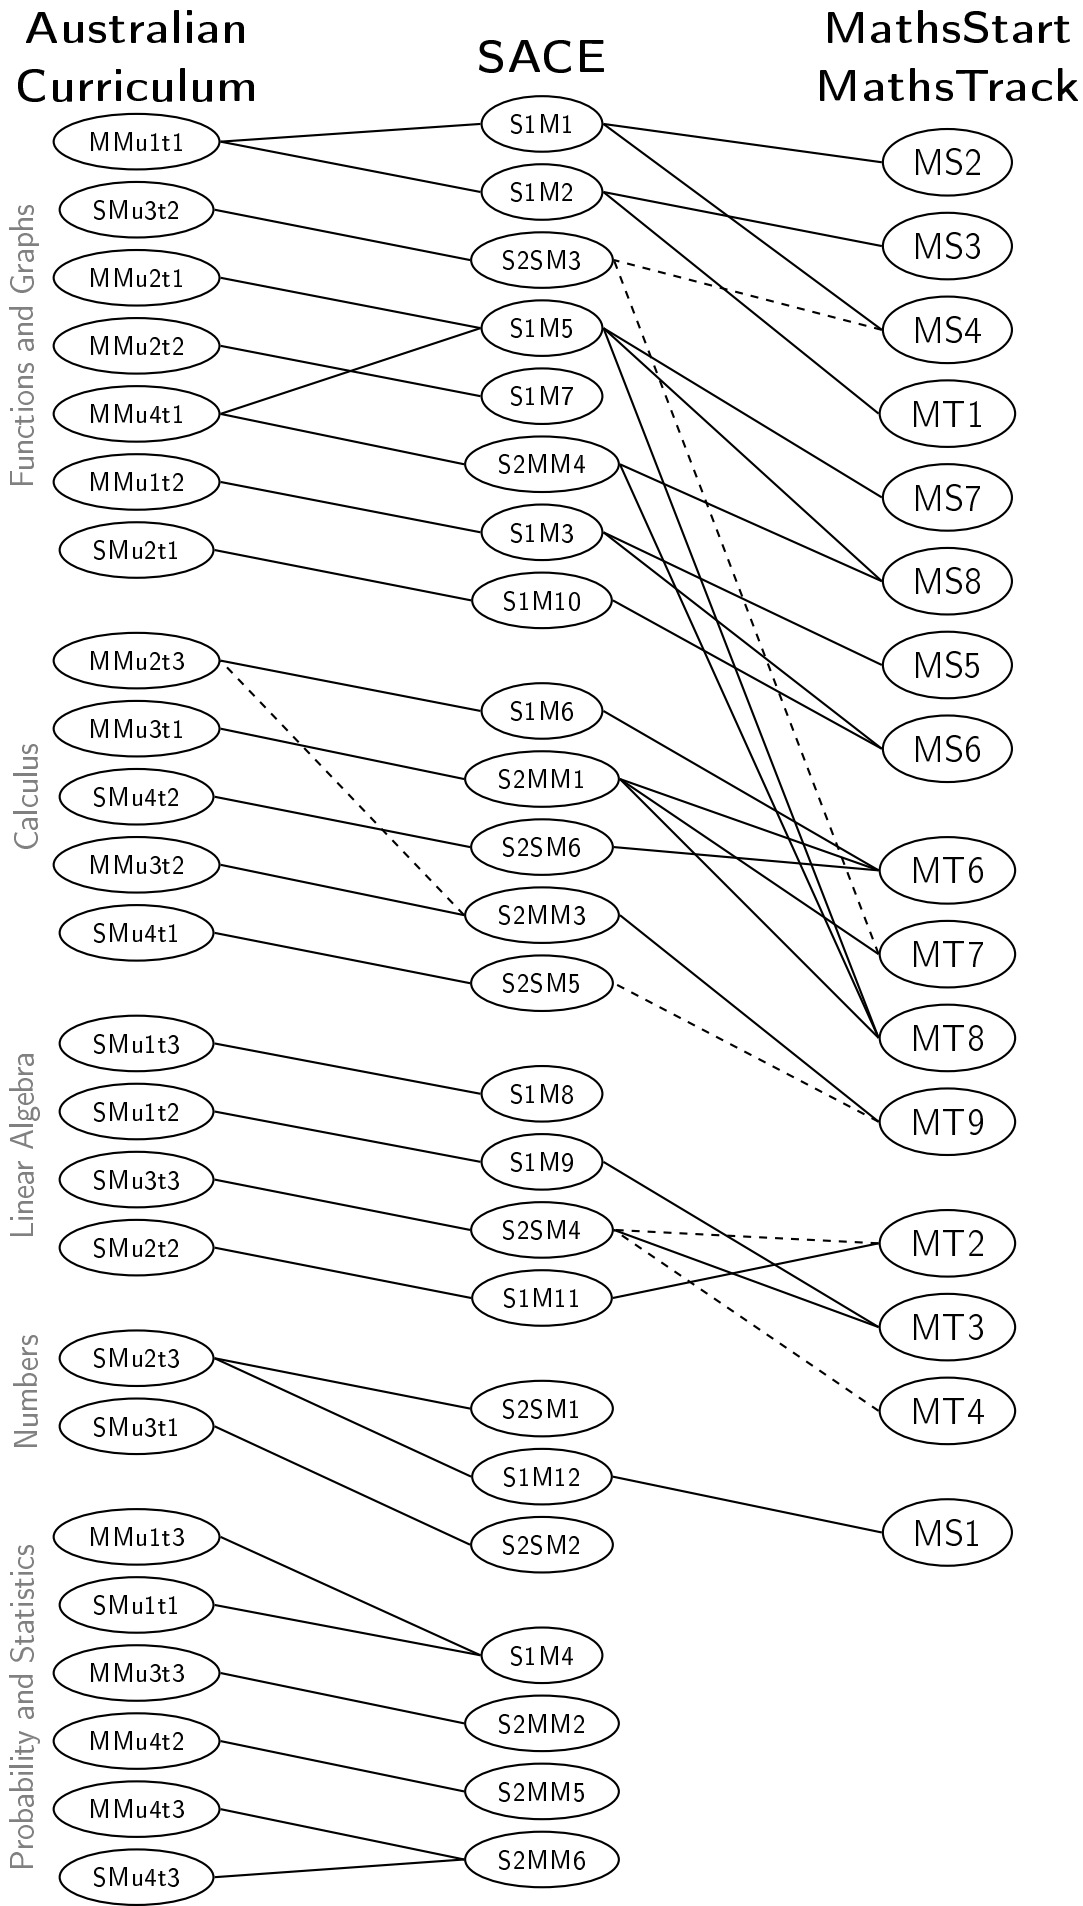 Australian
Curriculum
SACE
MathsStart
MathsTrack
Functions and Graphs
MMu1t1
SMu3t2
MMu2t1
MMu2t2
MMu4t1
MMu1t2
SMu2t1
Calculus
MMu2t3
MMu3t1
SMu4t2
MMu3t2
SMu4t1
Linear Algebra
SMu1t3
SMu1t2
SMu3t3
SMu2t2
Numbers
SMu2t3
SMu3t1
Probability and Statistics
MMu1t3
SMu1t1
MMu3t3
MMu4t2
MMu4t3
SMu4t3
S1M1
S1M2
S2SM3
S1M5
S1M7
S2MM4
S1M3
S1M10
S1M6
S2MM1
S2SM6
S2MM3
S2SM5
S1M8
S1M9
S2SM4
S1M11
S2SM1
S1M12
S2SM2
S1M4
S2MM2
S2MM5
S2MM6
MS2
MS3
MS4
MT1
MS7
MS8
MS5
MS6
MT6
MT7
MT8
MT9
MT2
MT3
MT4
MS1